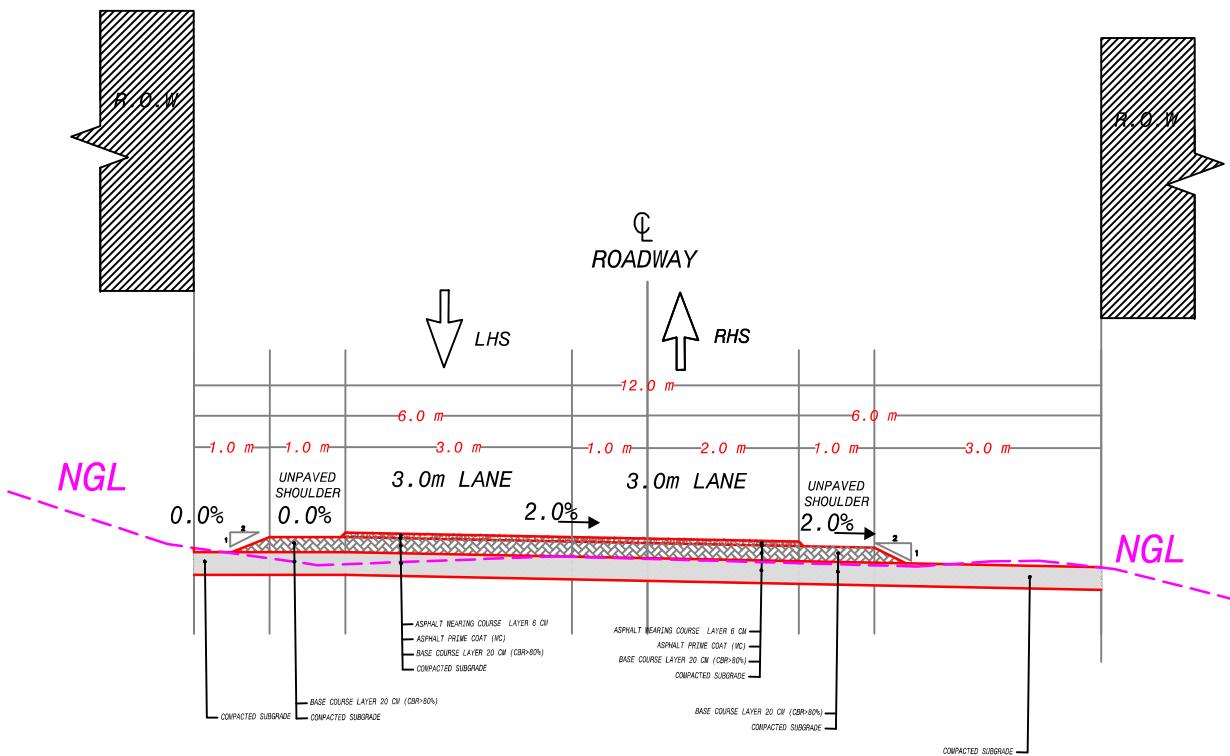 R.O.W
R.O.W
CL
ROADWAY
LHS
RHS
12.0 m
6.0 m
6.0 m
1.0 m
1.0 m
3.0 m
1.0 m
2.0 m
1.0 m
3.0 m
NGL
UNPAVED
SHOULDER
3.0m LANE
3.0m LANE
UNPAVED
SHOULDER
0.0%
0.0%
2.0%
2.0%
2
1
2
1
NGL
ASPHALT WEARING COURSE LAYER 6 CM
ASPHALT PRIME COAT (MC)
BASE COURSE LAYER 20 CM (CBR>80%)
COMPACTED SUBGRADE
ASPHALT WEARING COURSE LAYER 6 CM
ASPHALT PRIME COAT (MC)
BASE COURSE LAYER 20 CM (CBR>80%)
COMPACTED SUBGRADE
BASE COURSE LAYER 20 CM (CBR>80%)
COMPACTED SUBGRADE
COMPACTED SUBGRADE
BASE COURSE LAYER 20 CM (CBR>80%)
COMPACTED SUBGRADE
COMPACTED SUBGRADE